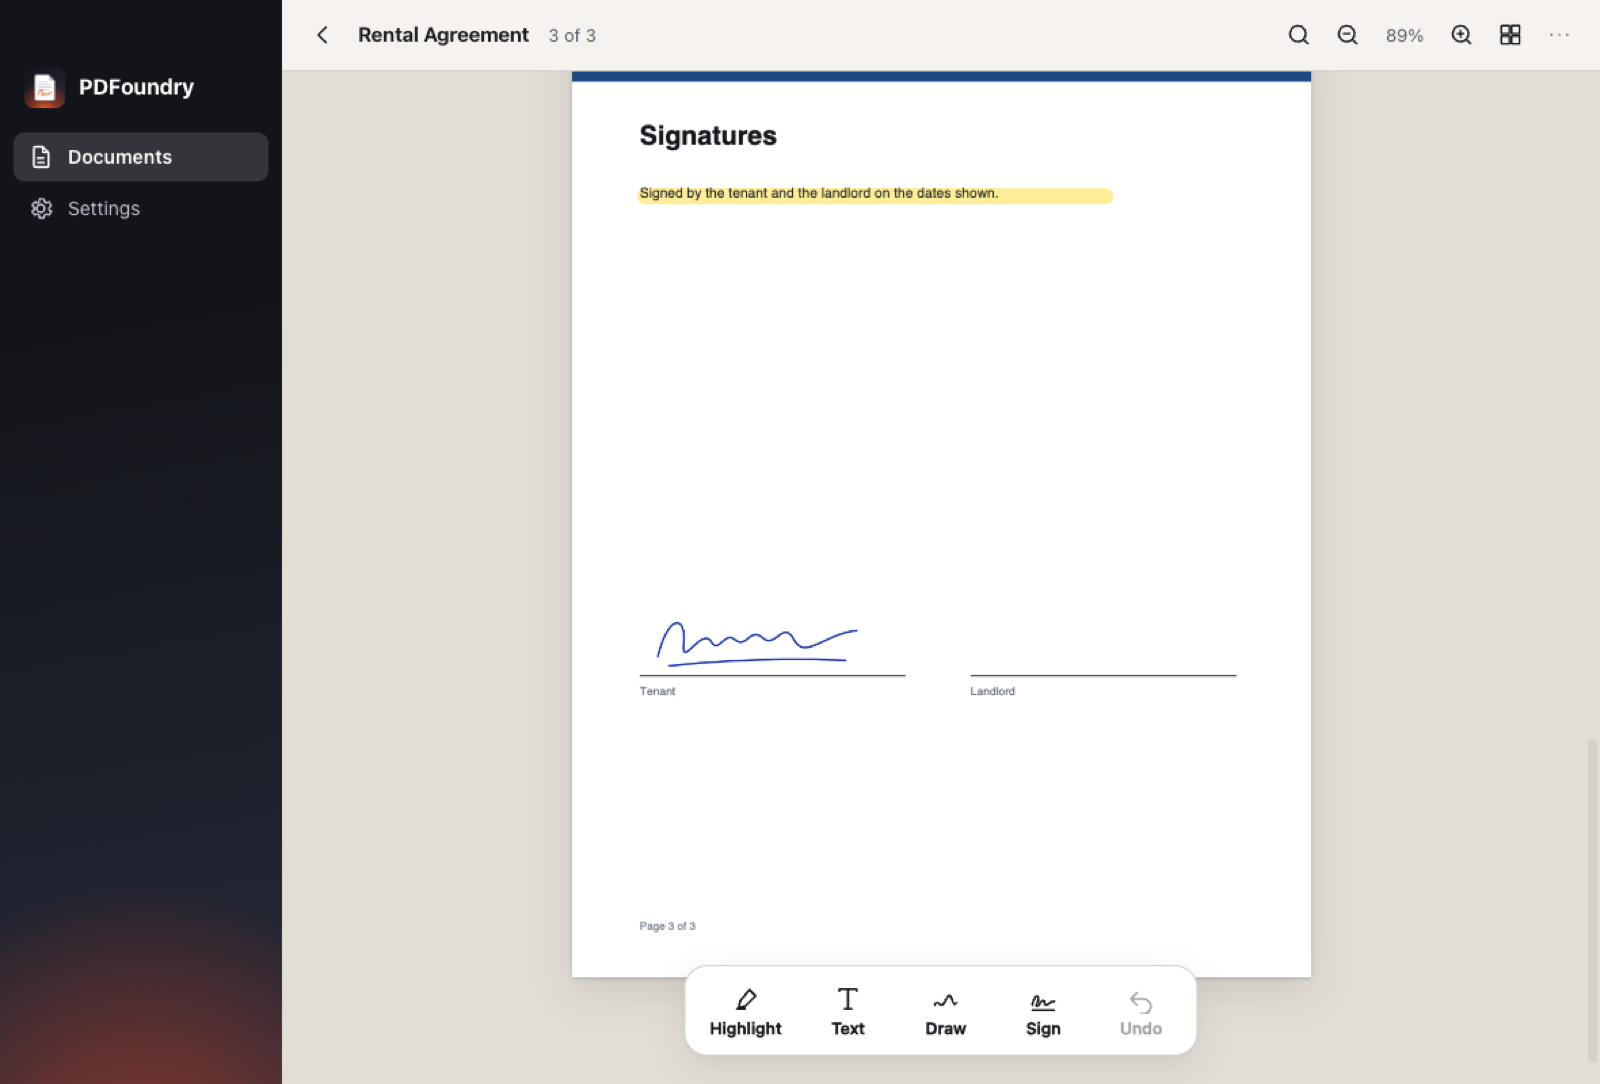 PDFoundry
Documents
Settings
Rental Agreement 3 of 3
89%
Signatures
Signed by the tenant and the landlord on the dates shown.
Tenant
Landlord
Page 3 of 3
Highlight
Text
Draw
Sign
Undo